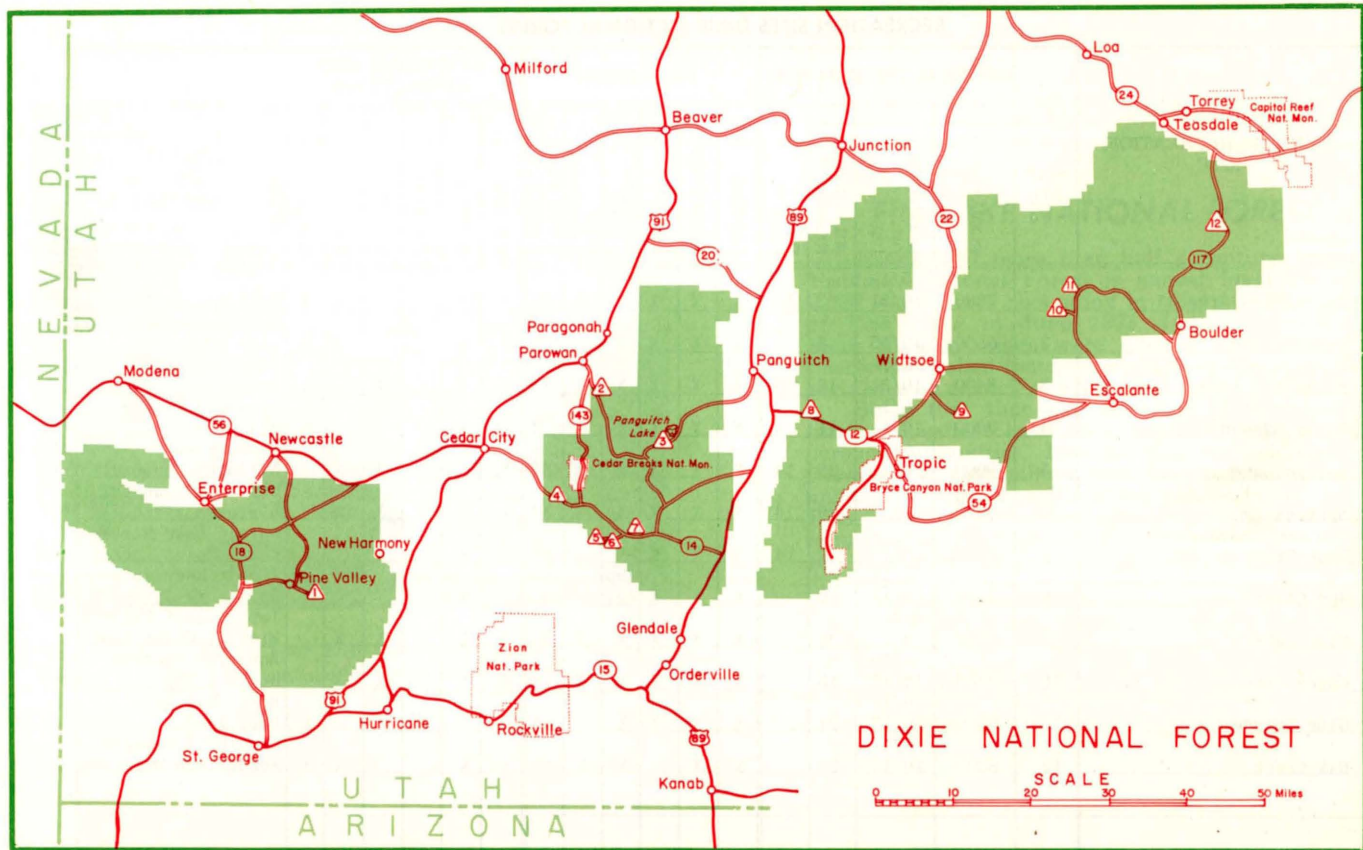 Milford
Loa
24
Torrey
Capitol Reef
Nat. Mon.
Teasdale
Beaver
Junction
NEVADA
UTAH
91
89
22
12
20
117
11
10
Paragonah
Parowan
Boulder
Modena
Panguitch
Widtsoe
Escalante
2
143
Panguitch
Lake
3
8
9
56
Newcastle
Cedar City
12
Cedar Breaks Nat. Mon.
Tropic
Bryce Canyon Nat. Park
Enterprise
4
54
7
5
6
14
18
New Harmony
Pine Valley
1
Glendale
Zion
Nat. Park
15
Orderville
91
Hurricane
Rockville
St. George
89
DIXIE NATIONAL FOREST
SCALE
0 10 20 30 40 50 Miles
Kanab
UTAH
ARIZONA